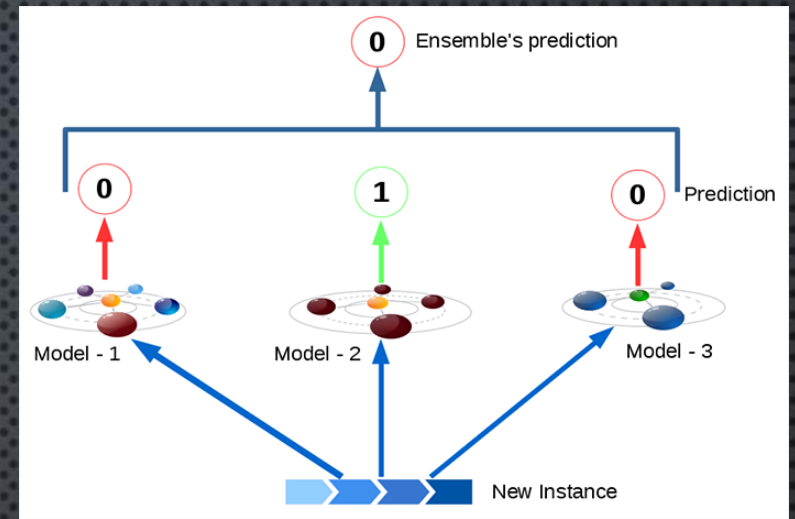 0 Ensemble's prediction
0 1 0 Prediction
Model - 1 Model - 2 Model - 3
New Instance